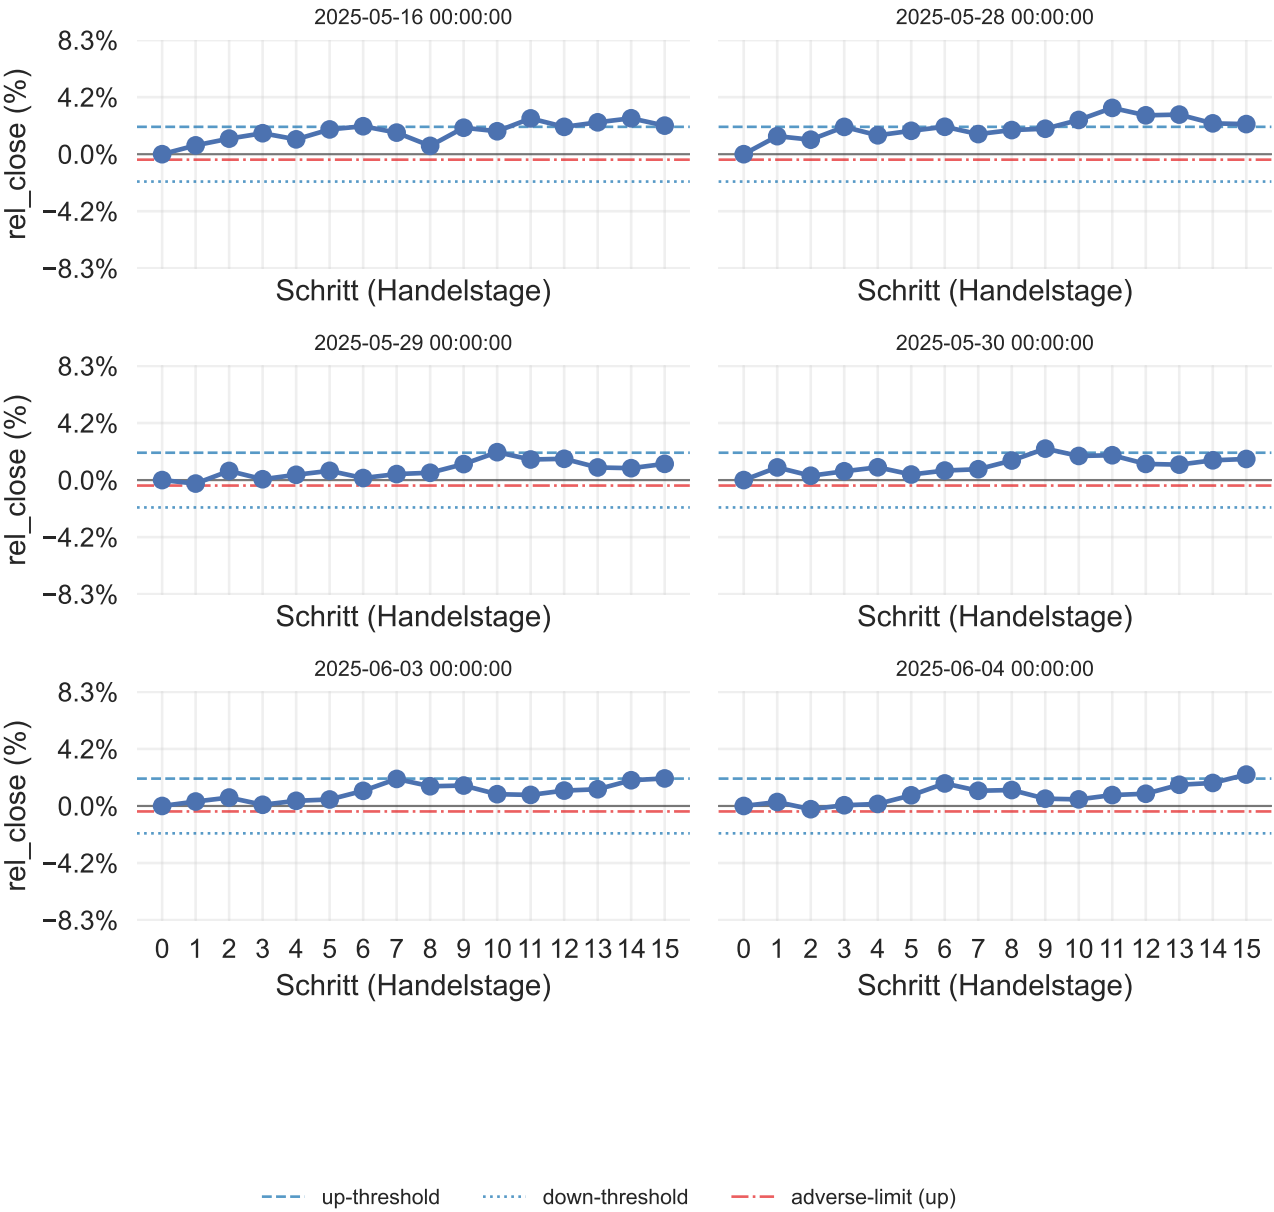 2025-05-16 00:00:00
2025-05-28 00:00:00
rel_close (%)
8.3%
4.2%
0.0%
−4.2%
−8.3%
Schritt (Handelstage)
Schritt (Handelstage)
2025-05-29 00:00:00
2025-05-30 00:00:00
rel_close (%)
8.3%
4.2%
0.0%
−4.2%
−8.3%
Schritt (Handelstage)
Schritt (Handelstage)
2025-06-03 00:00:00
2025-06-04 00:00:00
rel_close (%)
8.3%
4.2%
0.0%
−4.2%
−8.3%
0 1 2 3 4 5 6 7 8 9 10 11 12 13 14 15
0 1 2 3 4 5 6 7 8 9 10 11 12 13 14 15
Schritt (Handelstage)
Schritt (Handelstage)
up-threshold
down-threshold
adverse-limit (up)